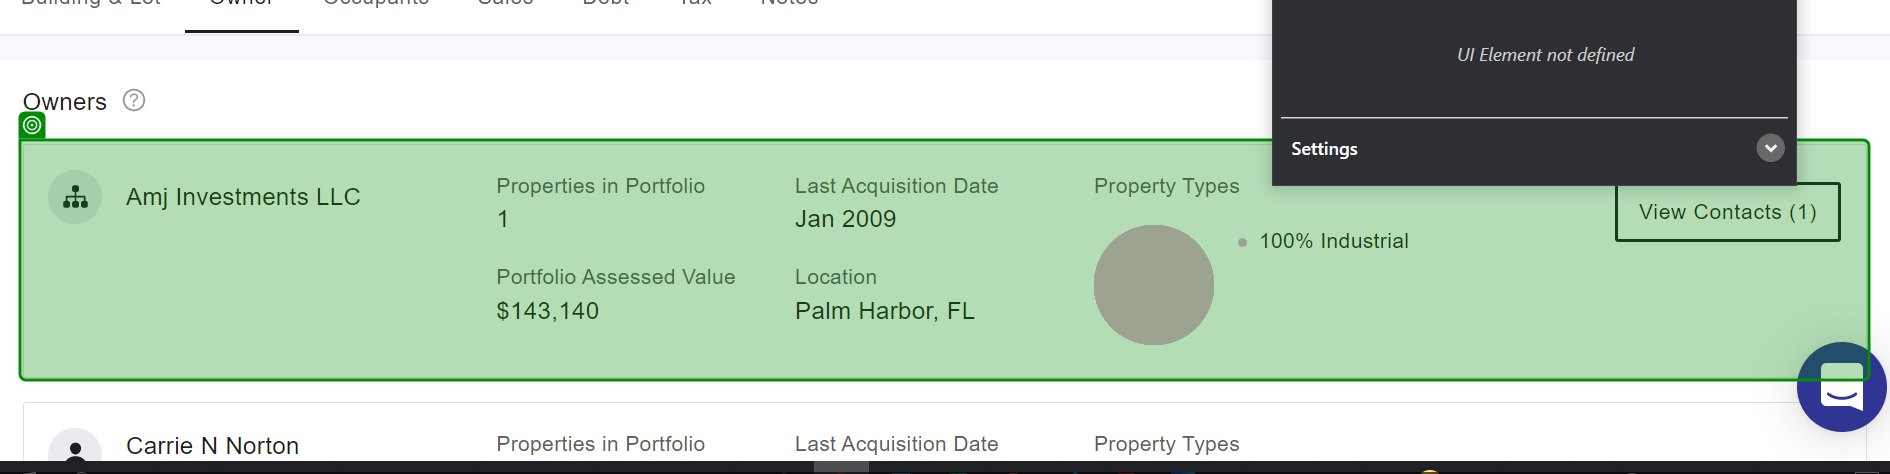 Building & Lot Owner Occupants Sales Debt Tax Notes
UI Element not defined
Owners ?
Settings
Amj Investments LLC
Properties in Portfolio
1
Last Acquisition Date
Jan 2009
Property Types
100% Industrial
View Contacts (1)
Portfolio Assessed Value
$143,140
Location
Palm Harbor, FL
Carrie N Norton
Properties in Portfolio
Last Acquisition Date
Property Types